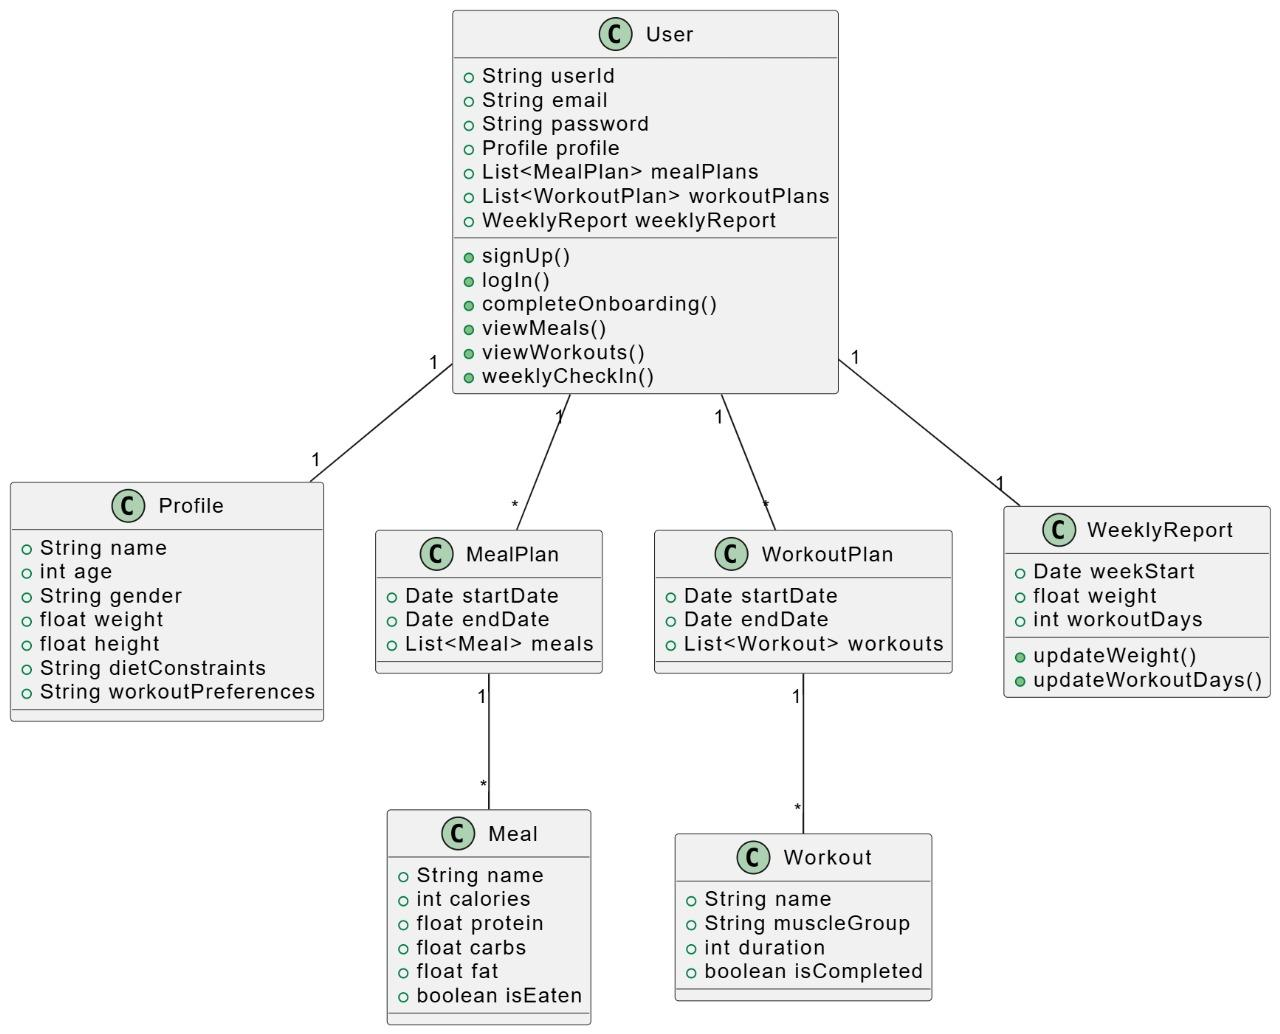 C User
String userId
String email
String password
Profile profile
List<MealPlan> mealPlans
List<WorkoutPlan> workoutPlans
WeeklyReport weeklyReport
signUp()
logIn()
completeOnboarding()
viewMeals()
viewWorkouts()
weeklyCheckIn()
1
1
1
1
1
*
*
1
C Profile
String name
int age
String gender
float weight
float height
String dietConstraints
String workoutPreferences
C MealPlan
Date startDate
Date endDate
List<Meal> meals
C WorkoutPlan
Date startDate
Date endDate
List<Workout> workouts
C WeeklyReport
Date weekStart
float weight
int workoutDays
updateWeight()
updateWorkoutDays()
1
*
1
*
C Meal
String name
int calories
float protein
float carbs
float fat
boolean isEaten
C Workout
String name
String muscleGroup
int duration
boolean isCompleted